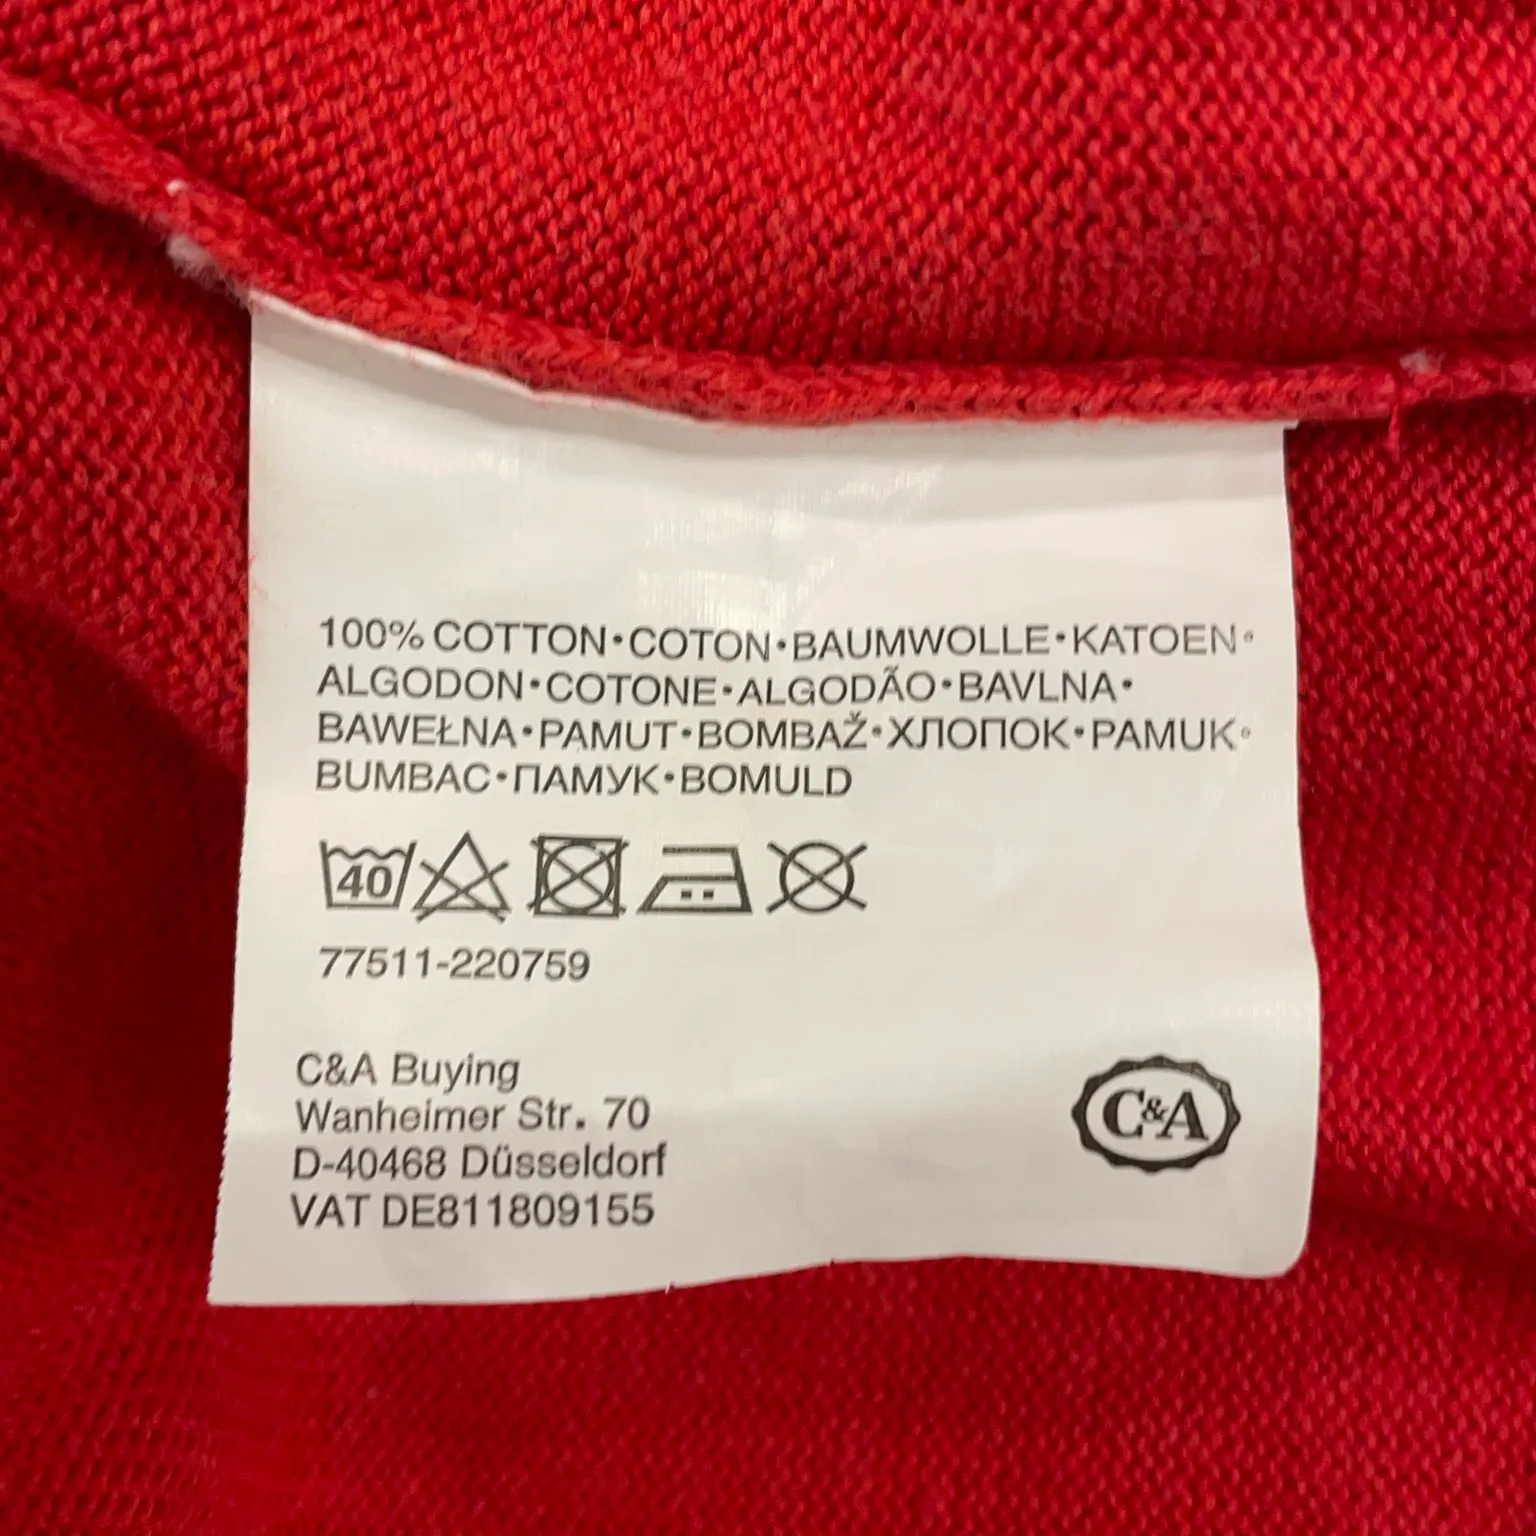 100% COTTON•COTON•BAUMWOLLE•KATOEN•
ALGODON•COTONE•ALGODÃO•BAVLNA•
BAWEŁNA•PAMUT•BOMBAŽ•ХЛОПОК•PAMUK•
BUMBAC•ПАМУК•BOMULD
40
77511-220759
C&A Buying
Wanheimer Str. 70
D-40468 Düsseldorf
VAT DE811809155
C&A